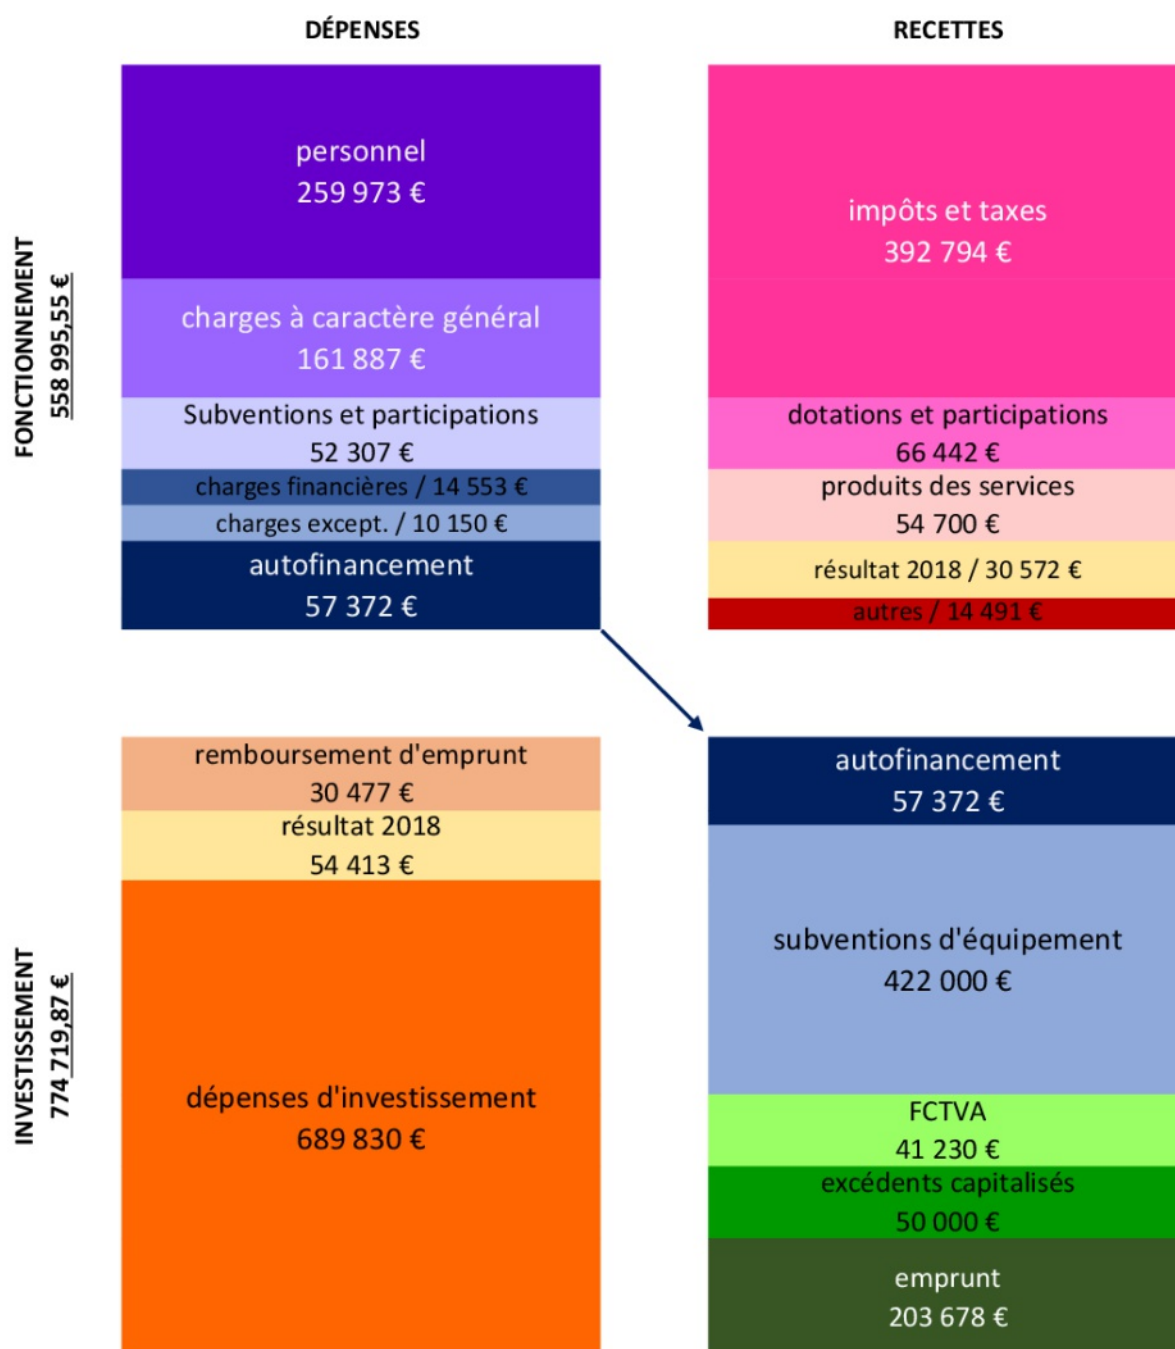 DÉPENSES
RECETTES
FONCTIONNEMENT
558 995,55 €
personnel
259 973 €
charges à caractère général
161 887 €
Subventions et participations
52 307 €
charges financières / 14 553 €
charges except. / 10 150 €
autofinancement
57 372 €
impôts et taxes
392 794 €
dotations et participations
66 442 €
produits des services
54 700 €
résultat 2018 / 30 572 €
autres / 14 491 €
INVESTISSEMENT
774 719,87 €
remboursement d'emprunt
30 477 €
résultat 2018
54 413 €
dépenses d'investissement
689 830 €
autofinancement
57 372 €
subventions d'équipement
422 000 €
FCTVA
41 230 €
excédents capitalisés
50 000 €
emprunt
203 678 €